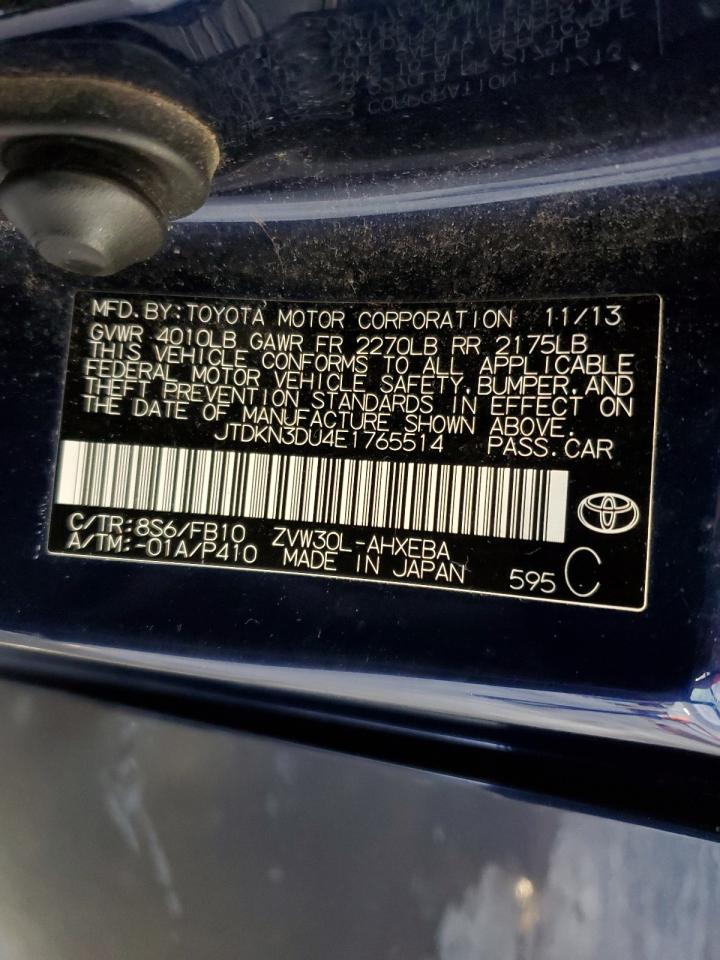 MFD.BY:TOYOTA MOTOR CORPORATION 11/13
GVWR 4010LB GAWR FR 2270LB RR 2175LB
THIS VEHICLE CONFORMS TO ALL APPLICABLE
FEDERAL MOTOR VEHICLE SAFETY,BUMPER,AND
THEFT PREVENTION STANDARDS IN EFFECT ON
THE DATE OF MANUFACTURE SHOWN ABOVE.
JTDKN3DU4E1765514 PASS.CAR
C/TR:8S6/FB10 ZVW30L-AHXEBA
A/TM:-01A/P410 MADE IN JAPAN 595 C